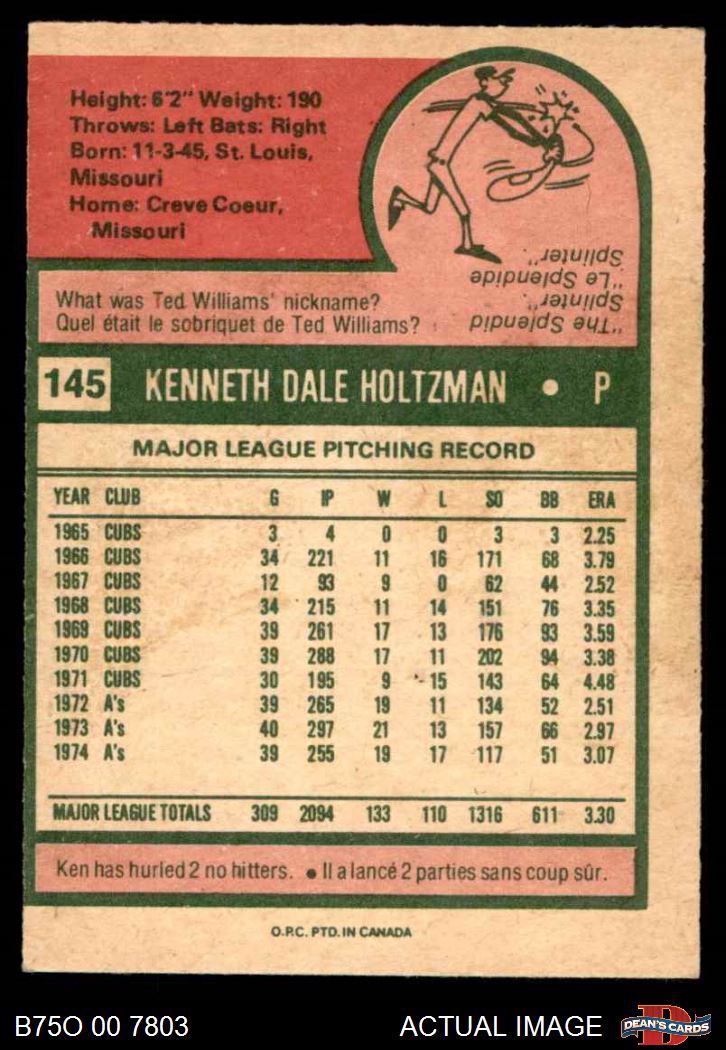 Height: 6'2" Weight: 190
Throws: Left Bats: Right
Born: 11-3-45, St. Louis,
Missouri
Home: Creve Coeur,
Missouri
"The Splendid
Splinter".
"Le Splendide
Splinter".
What was Ted Williams' nickname?
Quel était le sobriquet de Ted Williams?
145 KENNETH DALE HOLTZMAN • P
MAJOR LEAGUE PITCHING RECORD
YEAR CLUB G IP W L SO BB ERA
1965 CUBS 3 4 0 0 3 3 2.25
1966 CUBS 34 221 11 16 171 68 3.79
1967 CUBS 12 93 9 0 62 44 2.52
1968 CUBS 34 215 11 14 151 76 3.35
1969 CUBS 39 261 17 13 176 93 3.59
1970 CUBS 39 288 17 11 202 94 3.38
1971 CUBS 30 195 9 15 143 64 4.48
1972 A's 39 265 19 11 134 52 2.51
1973 A's 40 297 21 13 157 66 2.97
1974 A's 39 255 19 17 117 51 3.07
MAJOR LEAGUE TOTALS 309 2094 133 110 1316 611 3.30
Ken has hurled 2 no hitters. • Il a lancé 2 parties sans coup sûr.
O.P.C. PTD. IN CANADA
B75O 00 7803 ACTUAL IMAGE DEAN'S CARDS